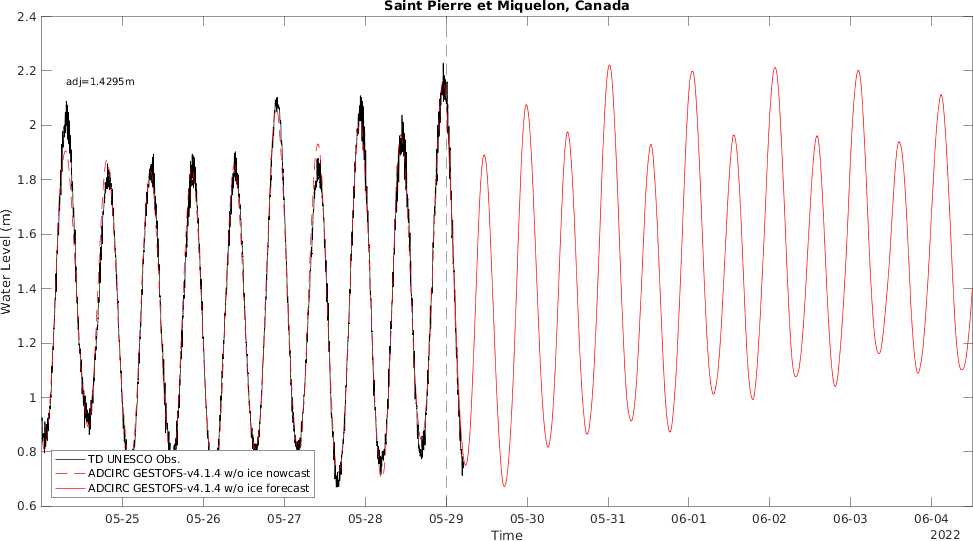 Saint Pierre et Miquelon, Canada
2.4
2.2
adj=1.4295m
2
1.8
1.6
Water Level (m)
1.4
1.2
1
0.8
TD UNESCO Obs.
ADCIRC GESTOFS-v4.1.4 w/o ice nowcast
ADCIRC GESTOFS-v4.1.4 w/o ice forecast
0.6
05-25 05-26 05-27 05-28 05-29 05-30 05-31 06-01 06-02 06-03 06-04
Time
2022